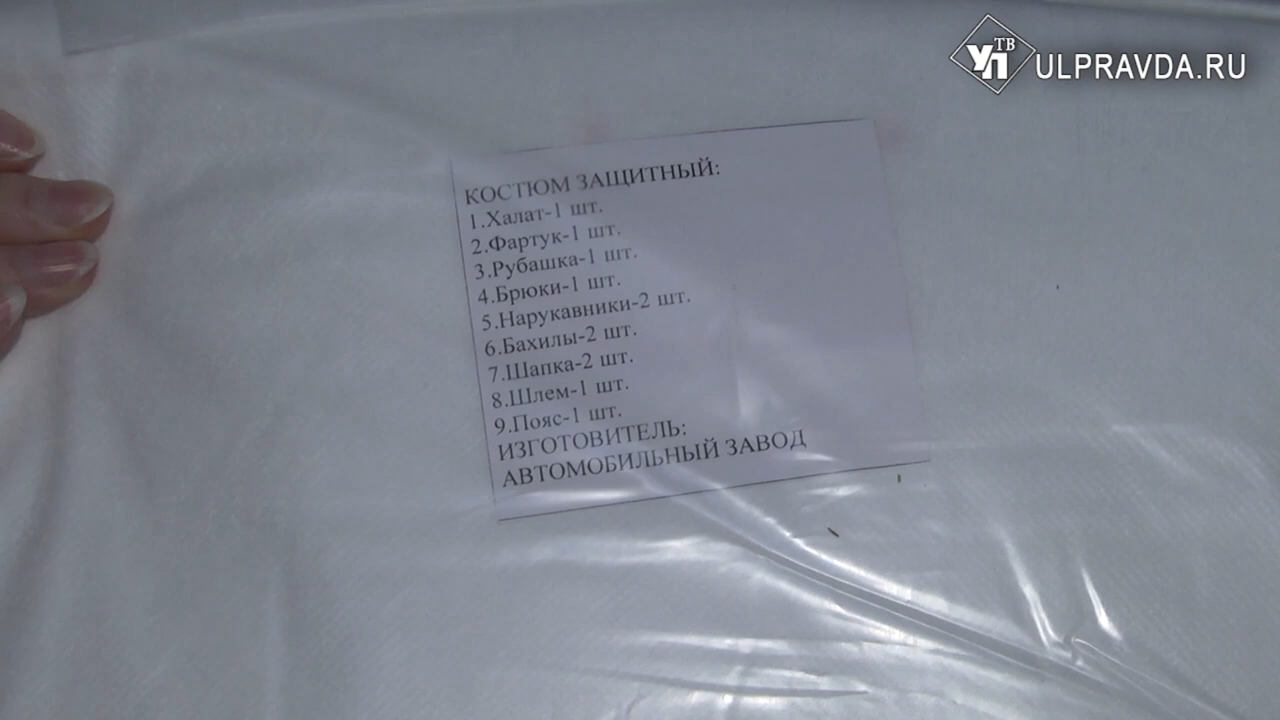 УП ТВ ULPRAVDA.RU
КОСТЮМ ЗАЩИТНЫЙ:
1.Халат-1 шт.
2.Фартук-1 шт.
3.Рубашка-1 шт.
4.Брюки-1 шт.
5.Нарукавники-2 шт.
6.Бахилы-2 шт.
7.Шапка-2 шт.
8.Шлем-1 шт.
9.Пояс-1 шт.
ИЗГОТОВИТЕЛЬ:
АВТОМОБИЛЬНЫЙ ЗАВОД